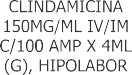 CLINDAMICINA
150MG/ML IV/IM
C/100 AMP X 4ML
(G), HIPOLABOR